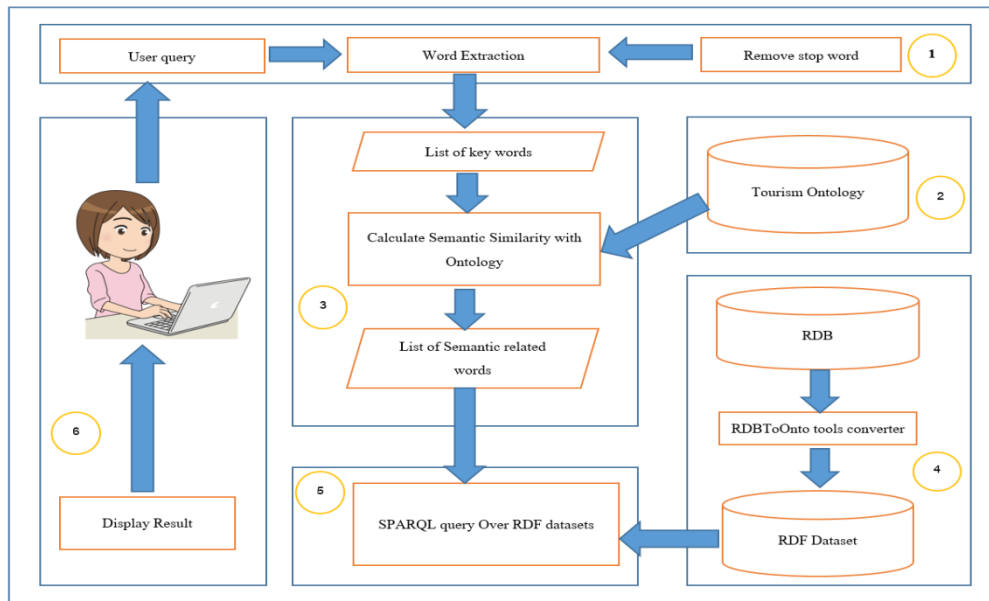 User query
Word Extraction
Remove stop word
1
List of key words
Tourism Ontology
2
Calculate Semantic Similarity with
Ontology
3
List of Semantic related
words
RDB
RDBToOnto tools converter
4
RDF Dataset
5
SPARQL query Over RDF datasets
6
Display Result